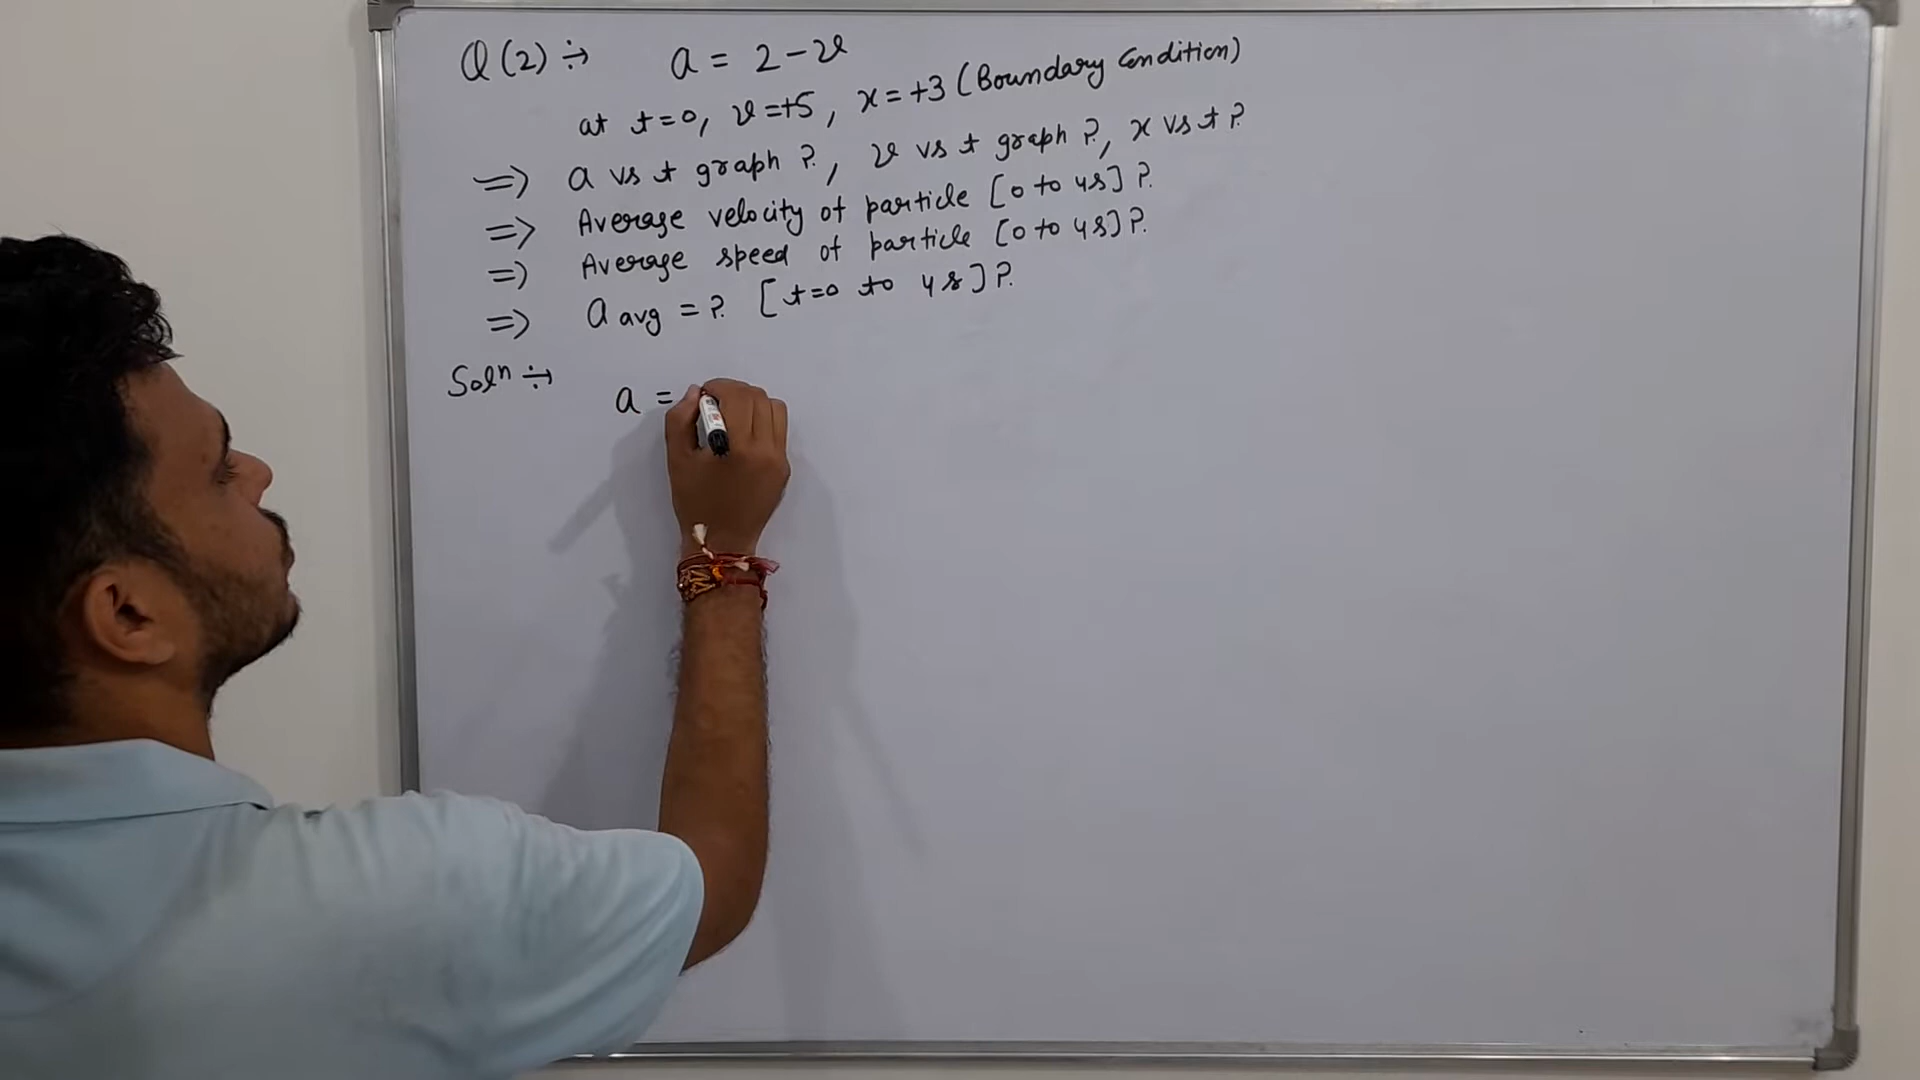 Q(2) ÷ a = 2 - v
at t=0, v=+5, x=+3 (Boundary Condition)
=> a vs t graph ?, v vs t graph ?, x vs t ?
=> Average velocity of particle [0 to 4s] ?
=> Average speed of particle [0 to 4s] ?
=> a avg = ? [t=0 to 4s] ?
Solⁿ ÷ a =